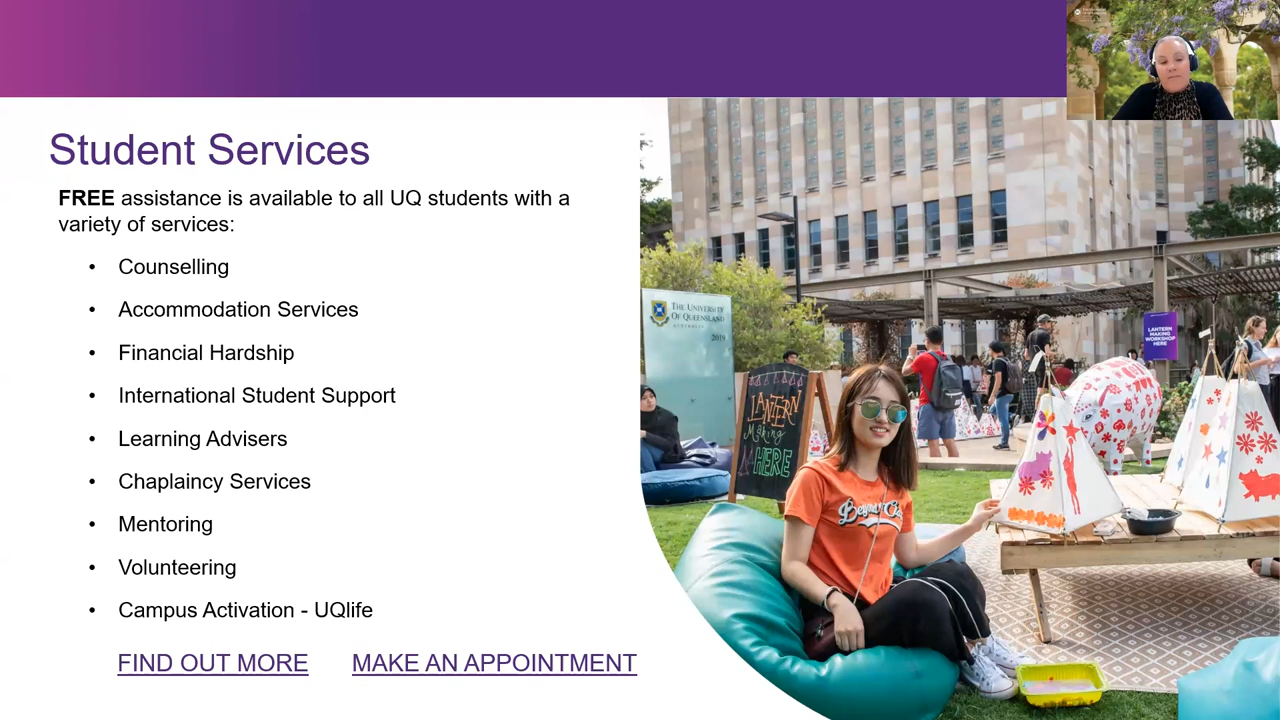 Student Services
FREE assistance is available to all UQ students with a
variety of services:
• Counselling
• Accommodation Services
• Financial Hardship
• International Student Support
• Learning Advisers
• Chaplaincy Services
• Mentoring
• Volunteering
• Campus Activation - UQlife
FIND OUT MORE MAKE AN APPOINTMENT
THE UNIVERSITY
OF QUEENSLAND
AUSTRALIA
2019
LANTERN
Making
HERE
LANTERN
MAKING
WORKSHOP
HERE